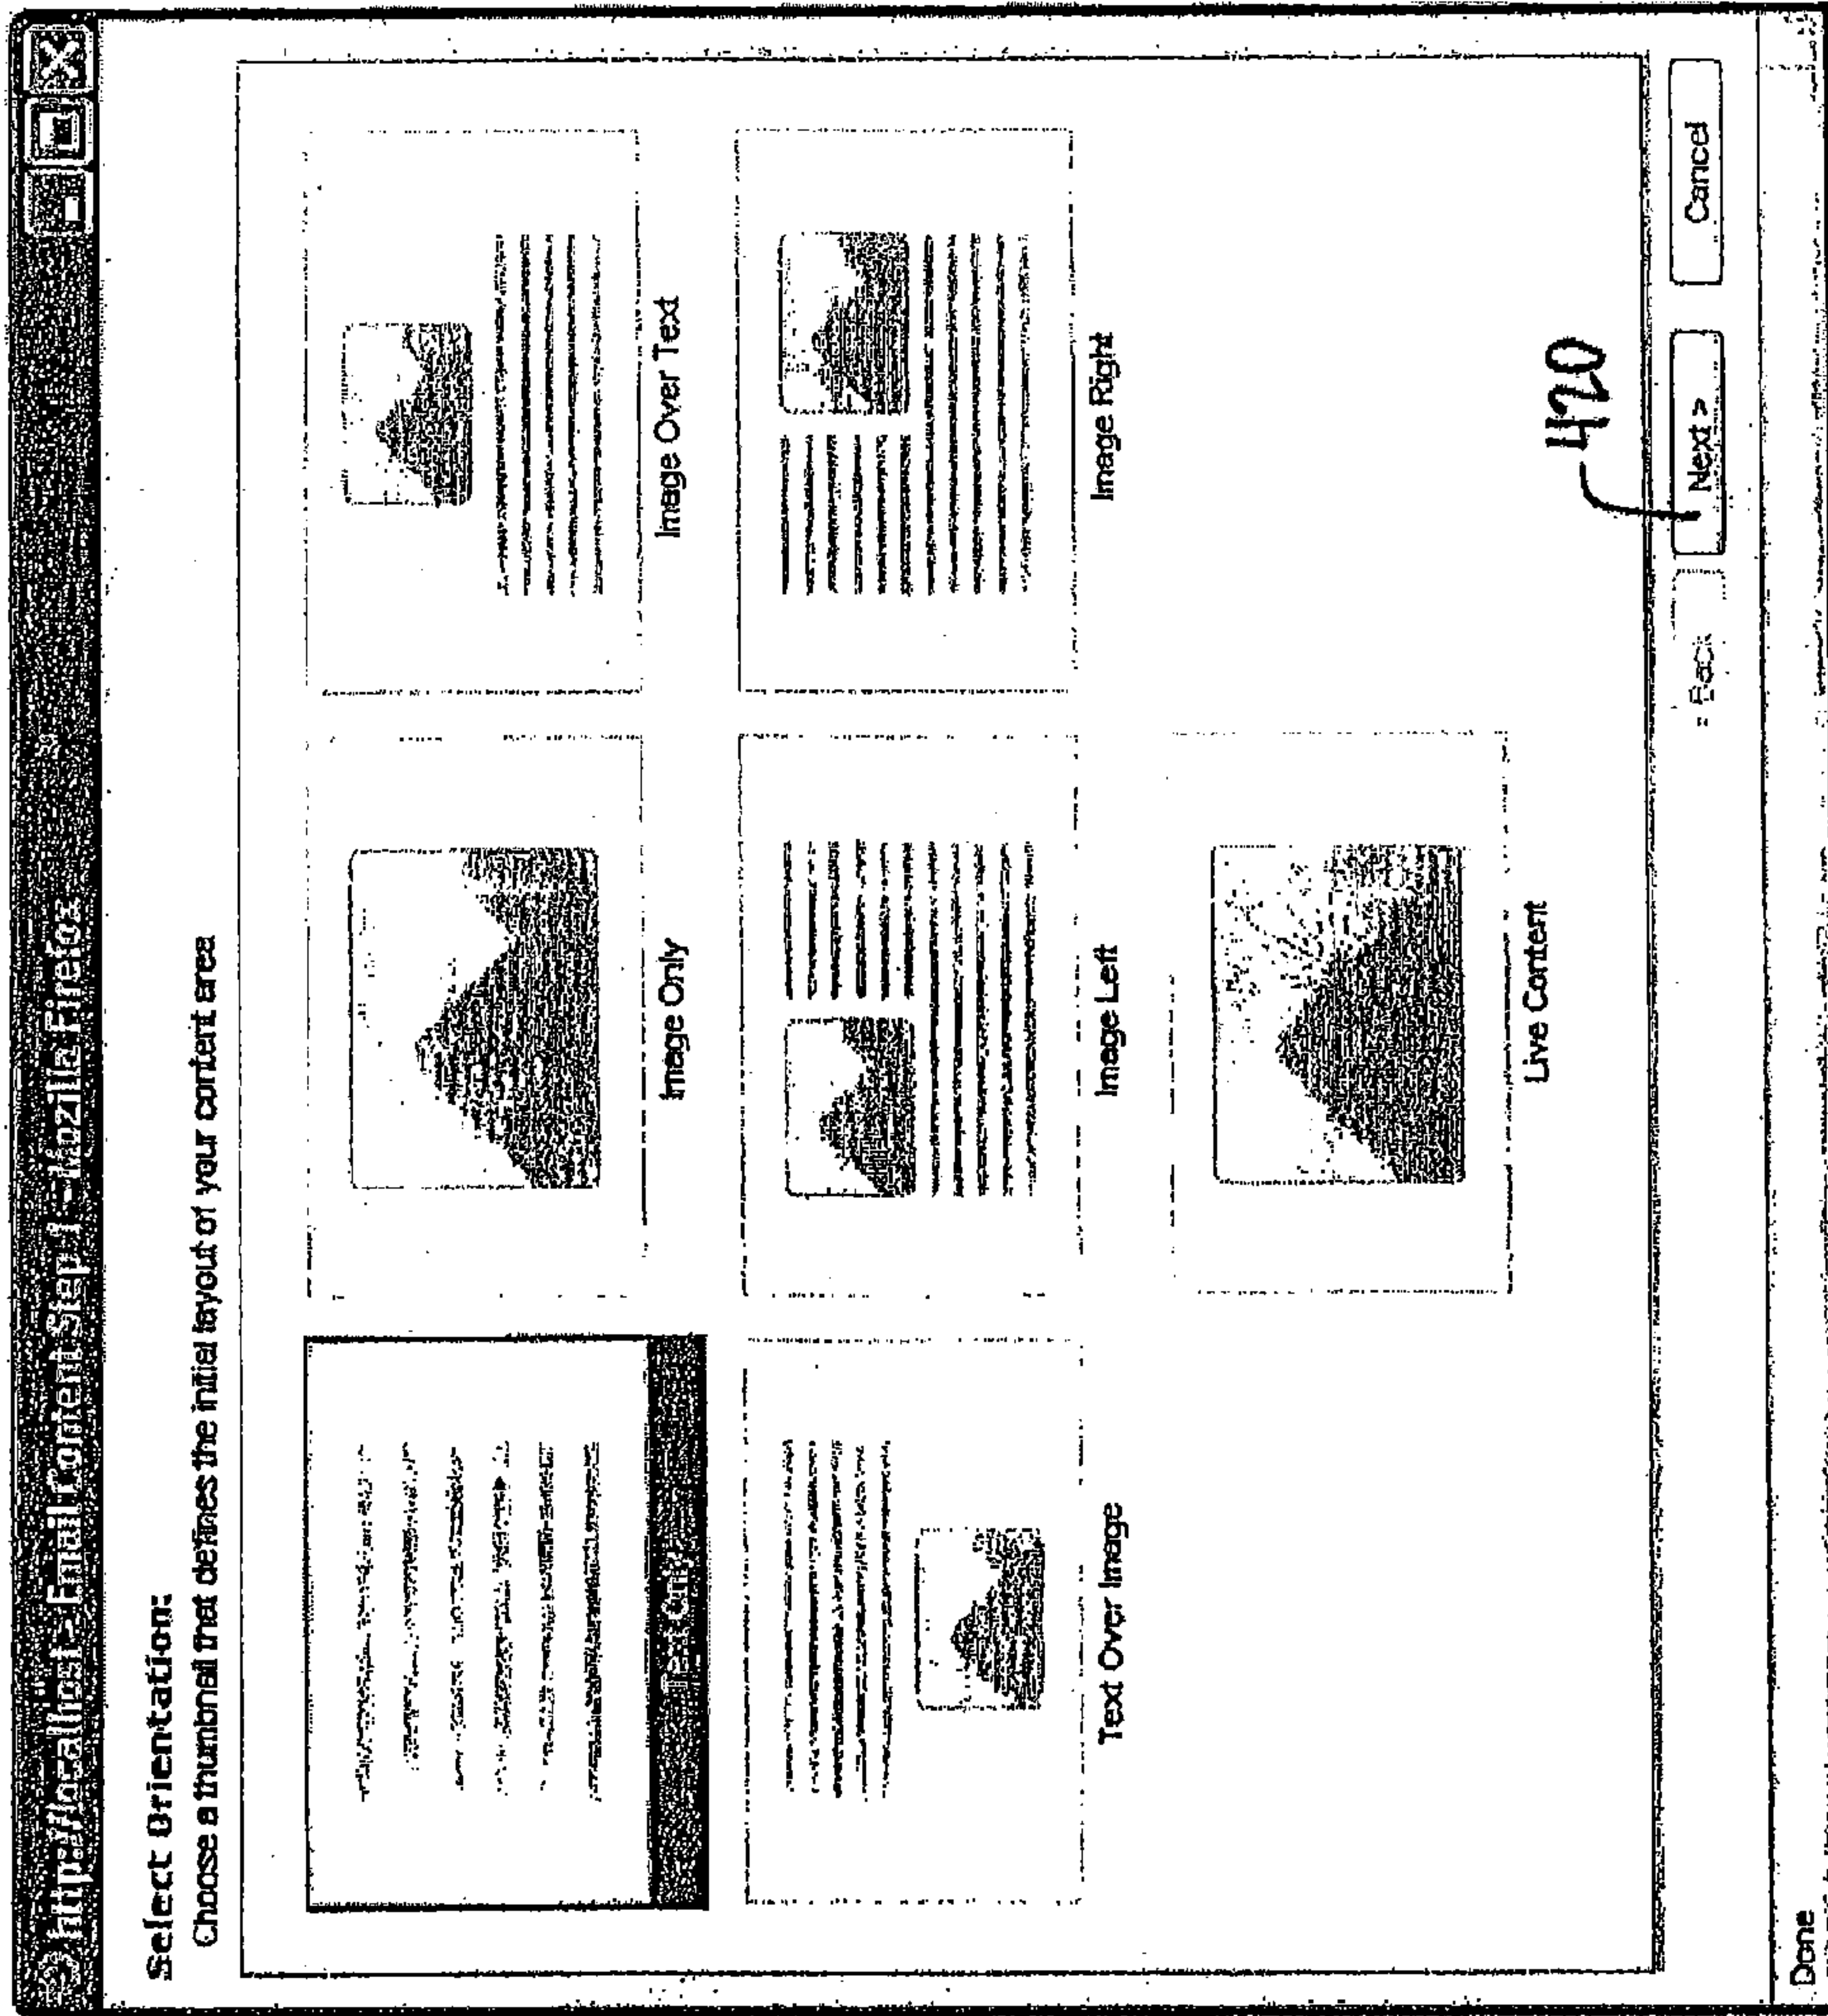 http://localhost - Email Content Step 1 - Mozilla Firefox
Select Orientation:
Choose a thumbnail that defines the initial layout of your content area
Text Only
Image Only
Image Over Text
Text Over Image
Image Left
Image Right
Live Content
420
Back
Next >
Cancel
Done